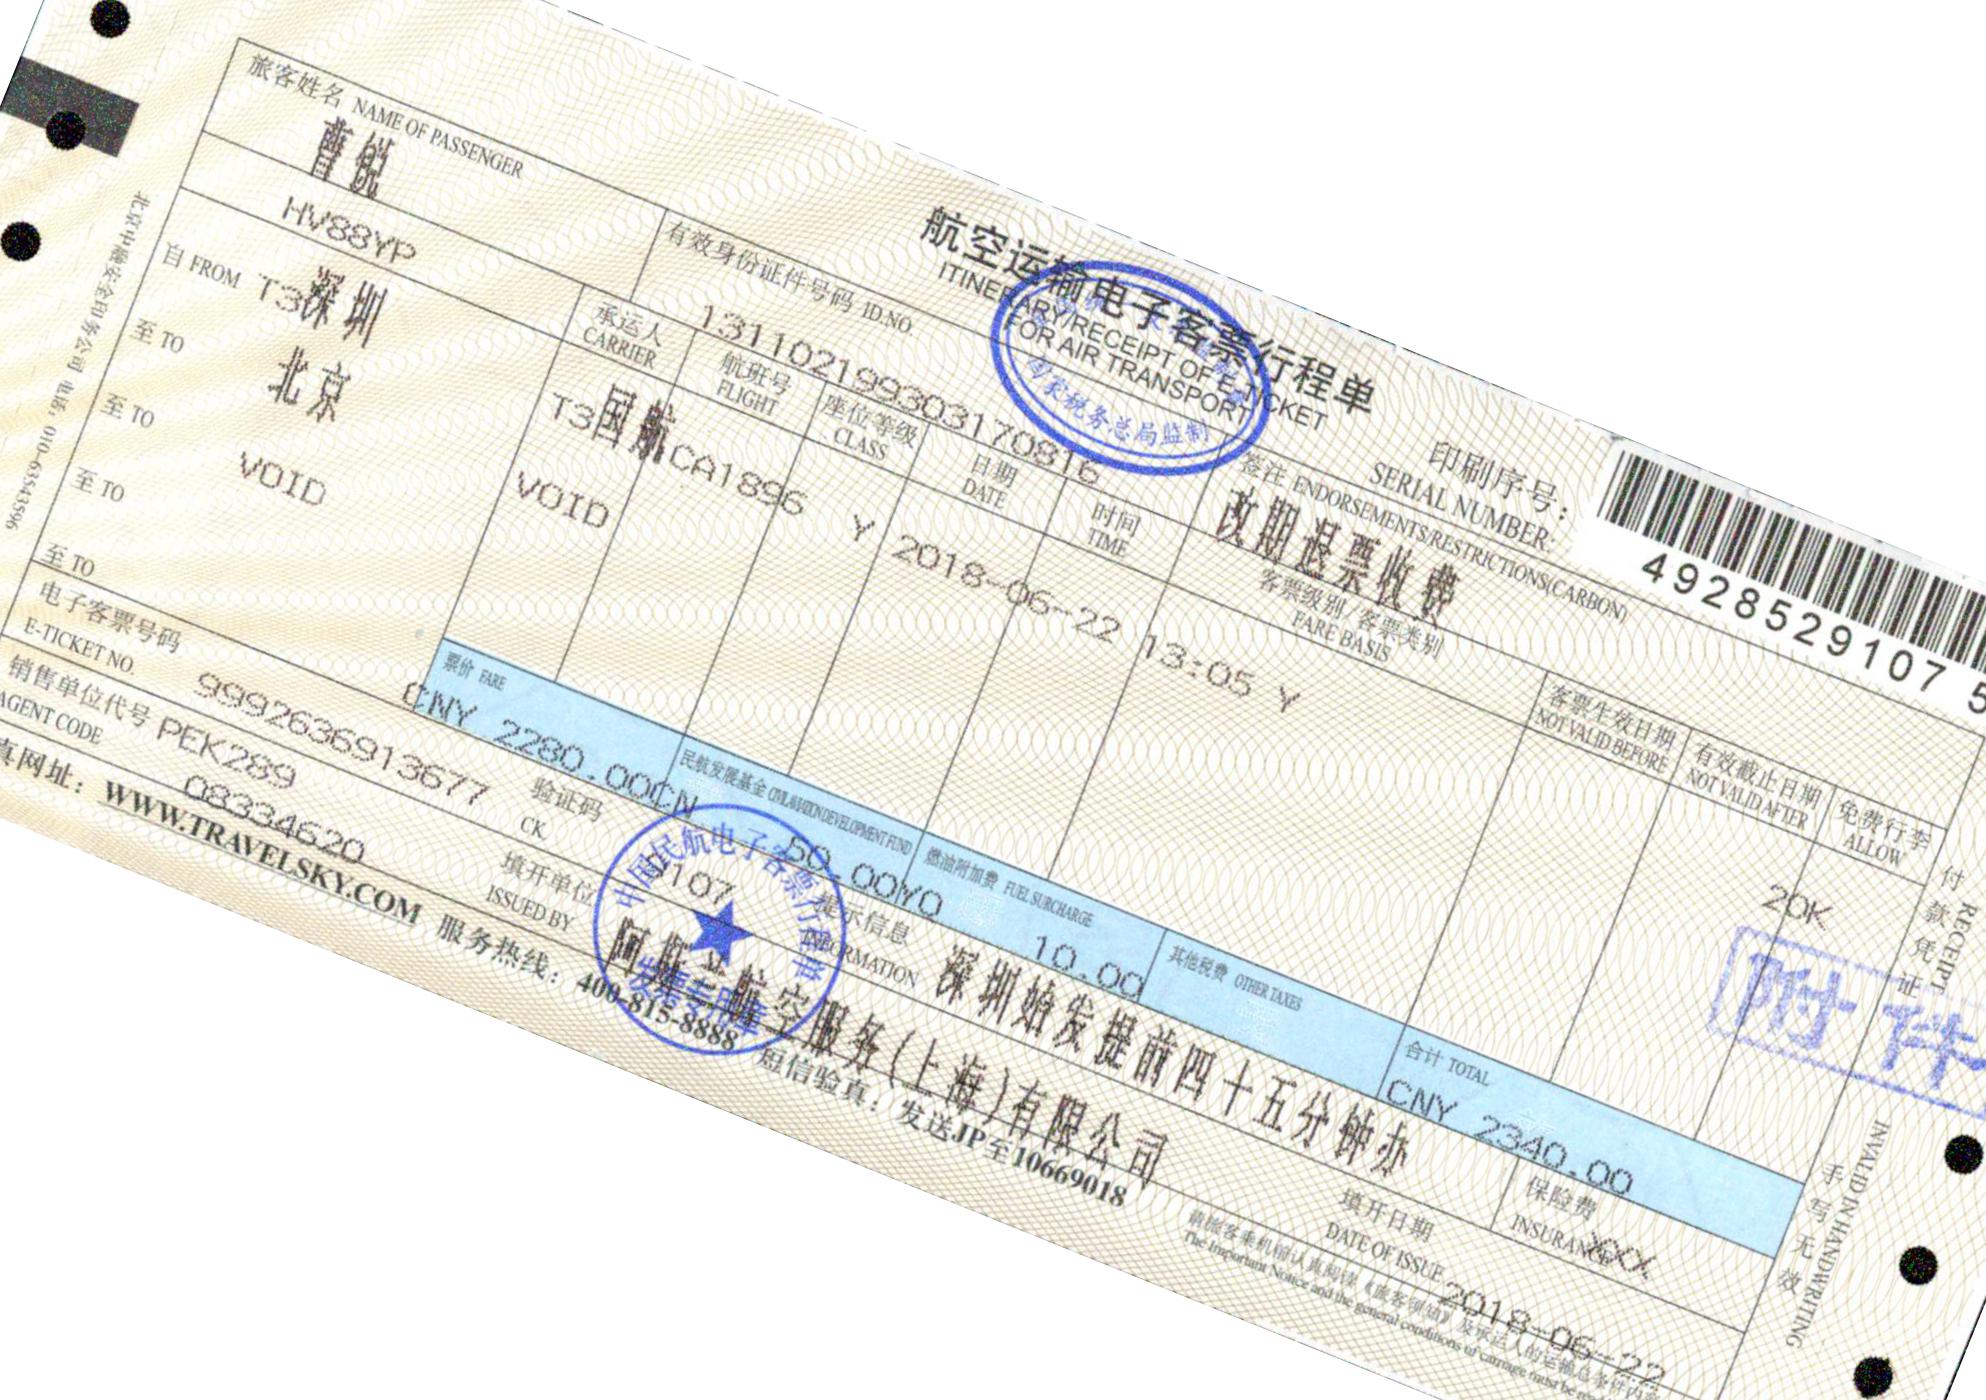 航空运输电子客票行程单
ITINERARY/RECEIPT OF E-TICKET
FOR AIR TRANSPORT
国家税务总局监制
印刷序号：
SERIAL NUMBER:
4928529107 5
旅客姓名 NAME OF PASSENGER
曹锐
有效身份证件号码 ID.NO.
131102199303170816
签注 ENDORSEMENTS/RESTRICTIONS(CARBON)
改期退票收费
HV88YP
承运人
CARRIER
航班号
FLIGHT
座位等级
CLASS
日期
DATE
时间
TIME
客票级别/客票类别
FARE BASIS
客票生效日期
NOT VALID BEFORE
有效截止日期
NOT VALID AFTER
免费行李
ALLOW
自 FROM T3深圳
T3国航CA1896 Y 2018-06-22 13:05 Y
20K
至 TO 北京
VOID
至 TO VOID
至 TO
至 TO
票价 FARE
CNY 2280.00CN
民航发展基金 CIVIL AVIATION DEVELOPMENT FUND
50.00YQ
燃油附加费 FUEL SURCHARGE
10.00
其他税费 OTHER TAXES
合计 TOTAL
CNY 2340.00
电子客票号码
E-TICKET NO.
9992636913677
验证码
CK.
9107
提示信息
INFORMATION
深圳始发提前四十五分钟办
保险费
INSURANCE
XXX
销售单位代号
AGENT CODE
PEK289
08334620
填开单位
ISSUED BY
阿斯兰航空服务(上海)有限公司
填开日期
DATE OF ISSUE
2018-06-22
中国民航电子客票行程单
发票专用章
真网址：WWW.TRAVELSKY.COM 服务热线：400-815-8888 短信验真：发送JP至10669018
请旅客乘机前认真阅读《旅客须知》及承运人的运输总条件内容
The Important Notice and the general conditions of carriage must be
付款凭证
RECEIPT
附件
手写无效
INVALID IN HANDWRITING
北京中融安全印务公司 电话：010-63543596